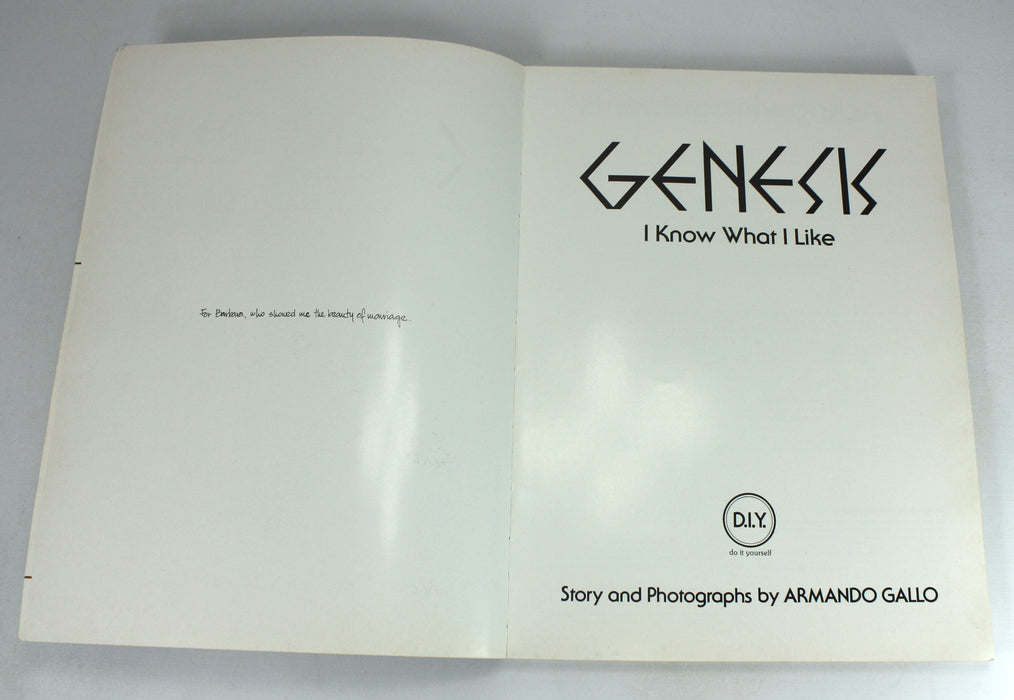 For Barbara, who showed me the beauty of marriage.
GENESIS
I Know What I Like
D.I.Y.
do it yourself
Story and Photographs by ARMANDO GALLO